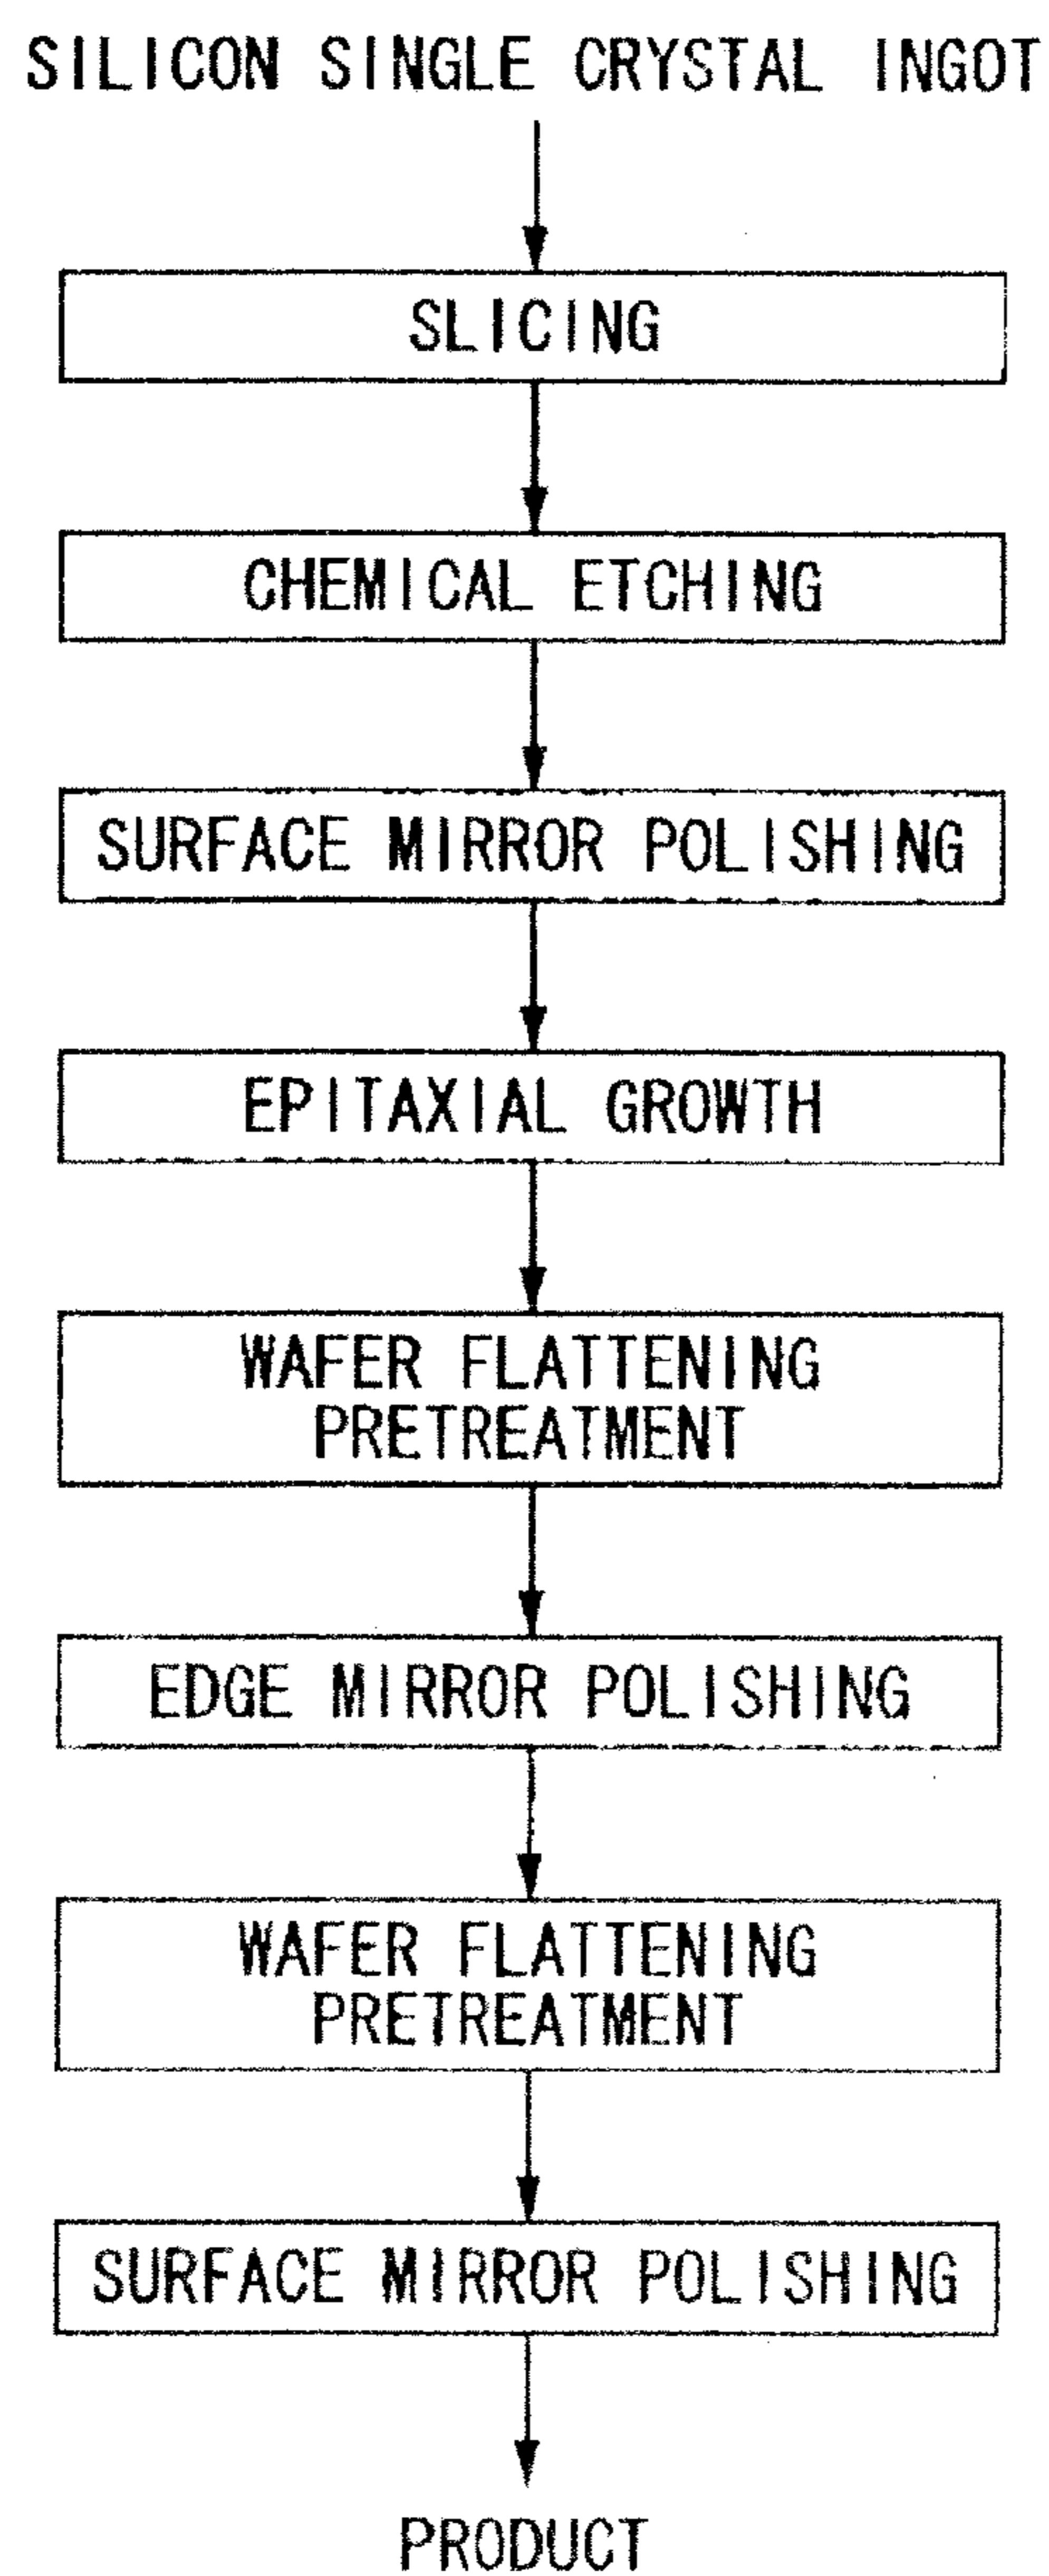 SILICON SINGLE CRYSTAL INGOT
SLICING
CHEMICAL ETCHING
SURFACE MIRROR POLISHING
EPITAXIAL GROWTH
WAFER FLATTENING
PRETREATMENT
EDGE MIRROR POLISHING
WAFER FLATTENING
PRETREATMENT
SURFACE MIRROR POLISHING
PRODUCT